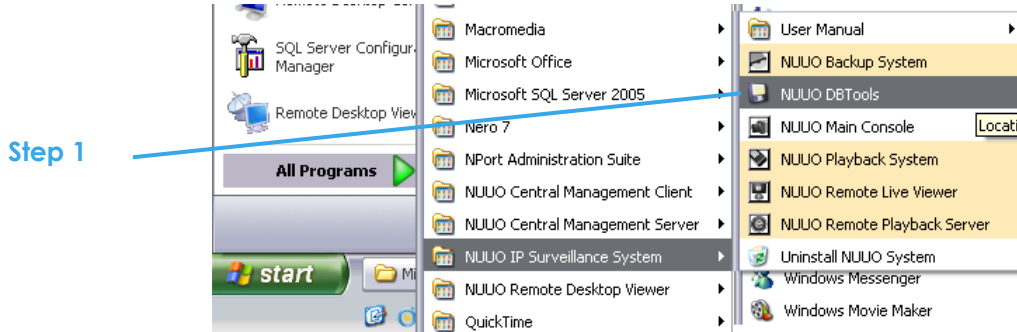 Step 1
SQL Server Configur
Manager
Remote Desktop View
All Programs
start
Mi
Macromedia
Microsoft Office
Microsoft SQL Server 2005
Nero 7
NPort Administration Suite
NUUO Central Management Client
NUUO Central Management Server
NUUO IP Surveillance System
NUUO Remote Desktop Viewer
QuickTime
User Manual
NUUO Backup System
NUUO DBTools
NUUO Main Console
Locati
NUUO Playback System
NUUO Remote Live Viewer
NUUO Remote Playback Server
Uninstall NUUO System
Windows Messenger
Windows Movie Maker